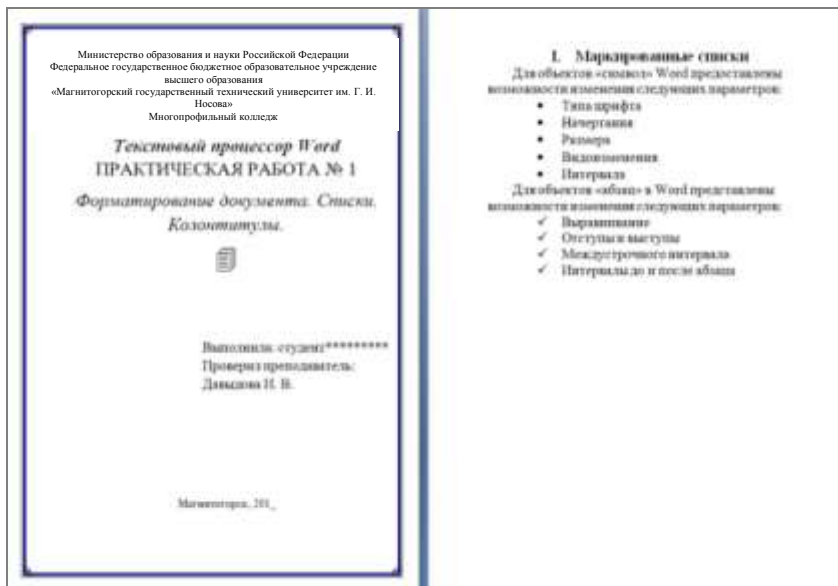 Министерство образования и науки Российской Федерации
Федеральное государственное бюджетное образовательное учреждение
высшего образования
«Магнитогорский государственный технический университет им. Г. И.
Носова»
Многопрофильный колледж
Текстовый процессор Word
ПРАКТИЧЕСКАЯ РАБОТА № 1
Форматирование документа. Списки.
Колонтитулы.
Выполнили: студент*********
Проверил преподаватель:
Давыдова Н. В.
Магнитогорск, 201_
I. Маркированные списки
Для объектов «символ» Word предоставлены
возможности изменения следующих параметров:
• Типа шрифта
• Начертания
• Размера
• Видоизменения
• Интервала
Для объектов «абзац» в Word представлены
возможности изменения следующих параметров:
✓ Выравнивание
✓ Отступы и выступы
✓ Междустрочного интервала
✓ Интервалы до и после абзаца